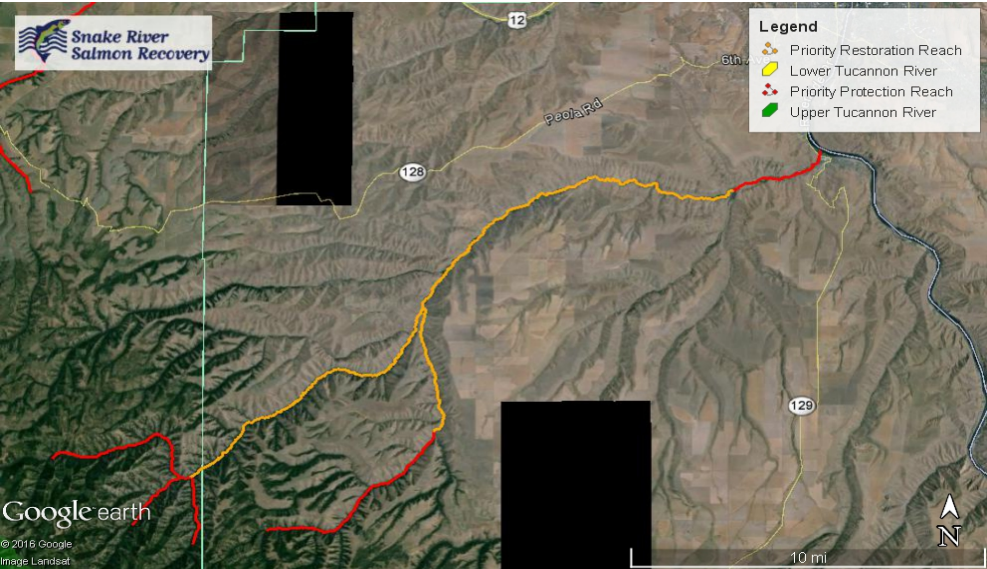 Snake River
Salmon Recovery
12
Legend
Priority Restoration Reach
Lower Tucannon River
Priority Protection Reach
Upper Tucannon River
6th Ave
Peola Rd
128
129
Google earth
© 2016 Google
Image Landsat
N
10 mi